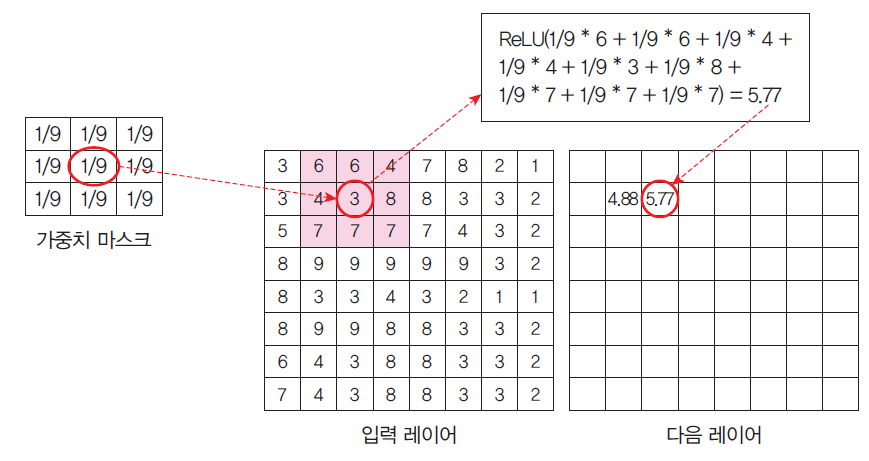 ReLU(1/9 * 6 + 1/9 * 6 + 1/9 * 4 +
1/9 * 4 + 1/9 * 3 + 1/9 * 8 +
1/9 * 7 + 1/9 * 7 + 1/9 * 7) = 5.77
1/9 1/9 1/9
1/9 1/9 1/9
1/9 1/9 1/9
가중치 마스크
3 6 6 4 7 8 2 1
3 4 3 8 8 3 3 2
5 7 7 7 7 4 3 2
8 9 9 9 9 9 3 2
8 3 3 4 3 2 1 1
8 9 9 8 8 3 3 2
6 4 3 8 8 3 3 2
7 4 3 8 8 3 3 2
입력 레이어
4.88 5.77
다음 레이어